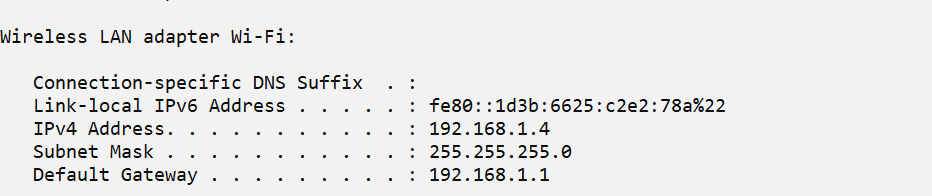 Wireless LAN adapter Wi-Fi:
Connection-specific DNS Suffix  . :
Link-local IPv6 Address . . . . . : fe80::1d3b:6625:c2e2:78a%22
IPv4 Address. . . . . . . . . . . : 192.168.1.4
Subnet Mask . . . . . . . . . . . : 255.255.255.0
Default Gateway . . . . . . . . . : 192.168.1.1